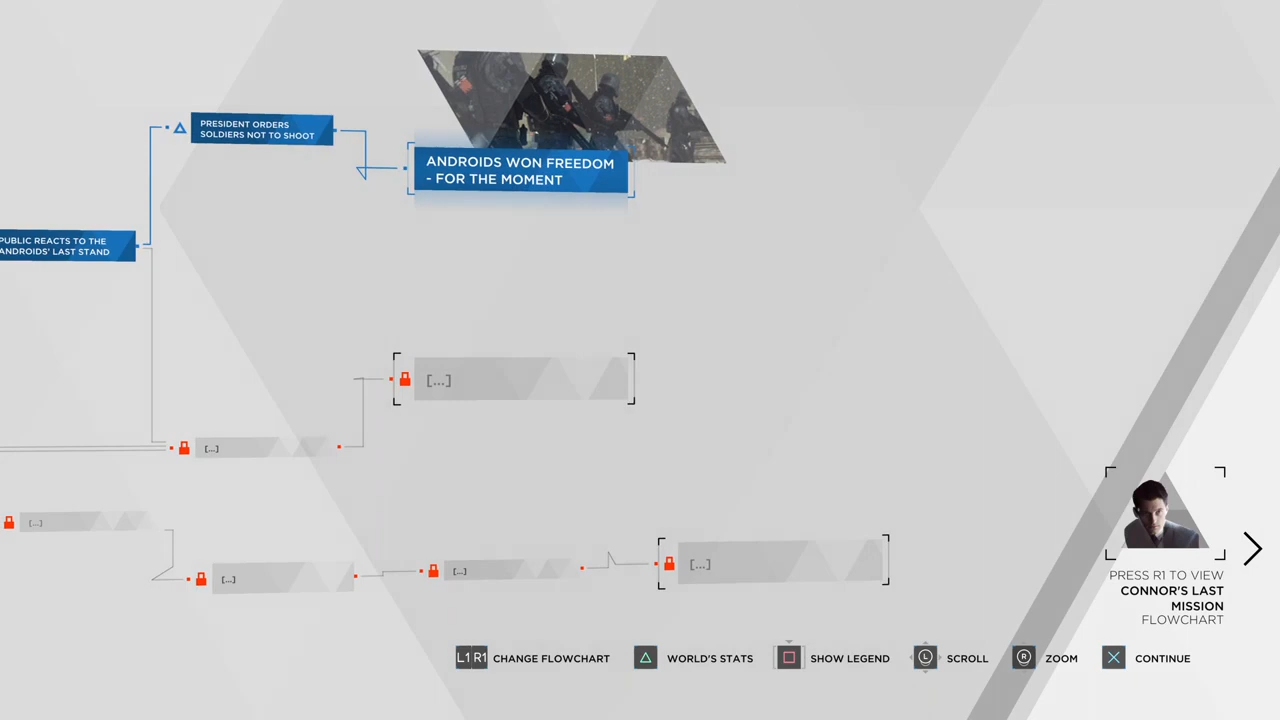 PRESIDENT ORDERS
SOLDIERS NOT TO SHOOT
ANDROIDS WON FREEDOM
- FOR THE MOMENT
PUBLIC REACTS TO THE
ANDROIDS' LAST STAND
[...]
[...]
[...]
[...]
[...]
[...]
PRESS R1 TO VIEW
CONNOR'S LAST
MISSION
FLOWCHART
L1 R1 CHANGE FLOWCHART
WORLD'S STATS
SHOW LEGEND
L SCROLL
R ZOOM
CONTINUE